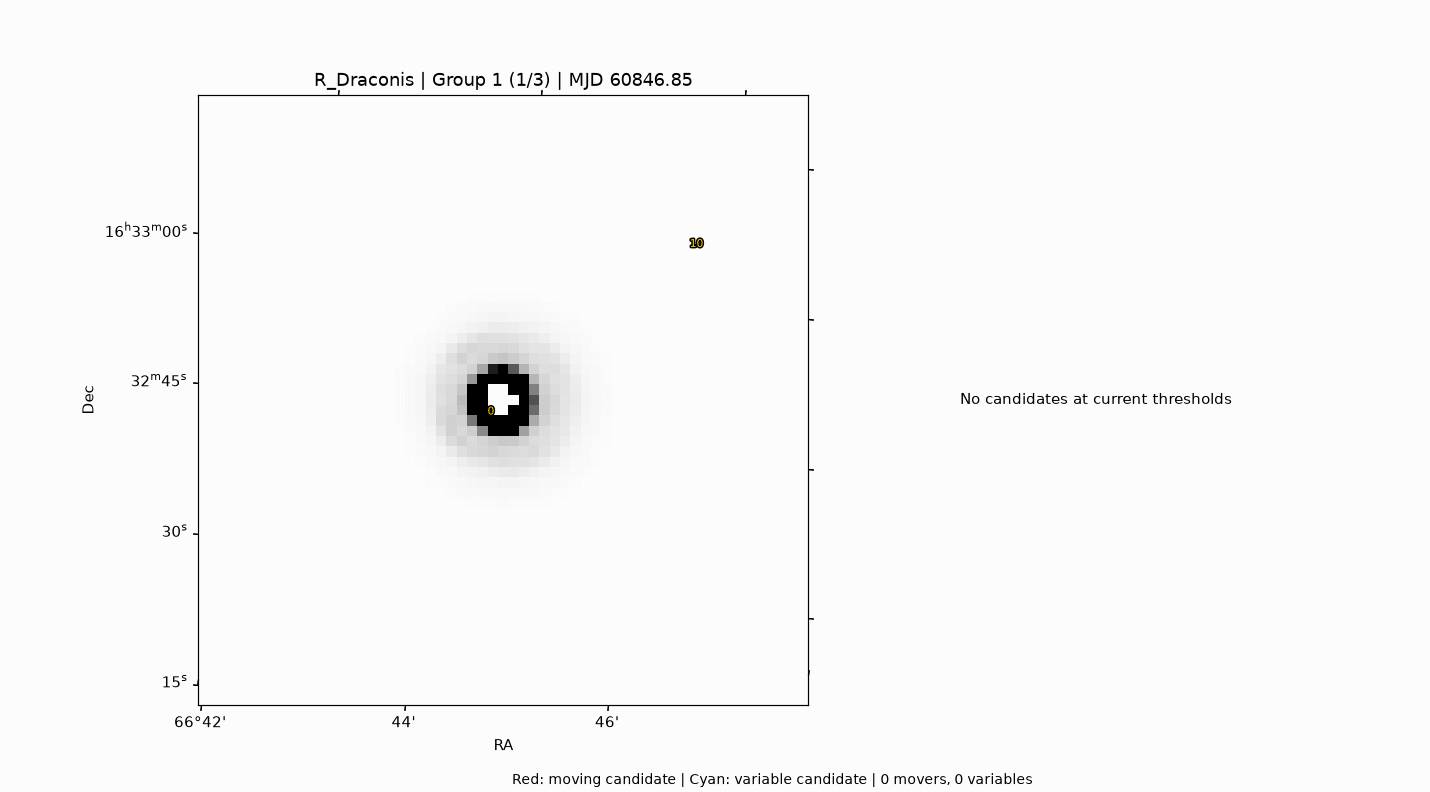 R_Draconis | Group 1 (1/3) | MJD 60846.85
16ʰ33ᵐ00ˢ
10
32ᵐ45ˢ
0
No candidates at current thresholds
Dec
30ˢ
15ˢ
66°42' 44' 46'
RA
Red: moving candidate | Cyan: variable candidate | 0 movers, 0 variables